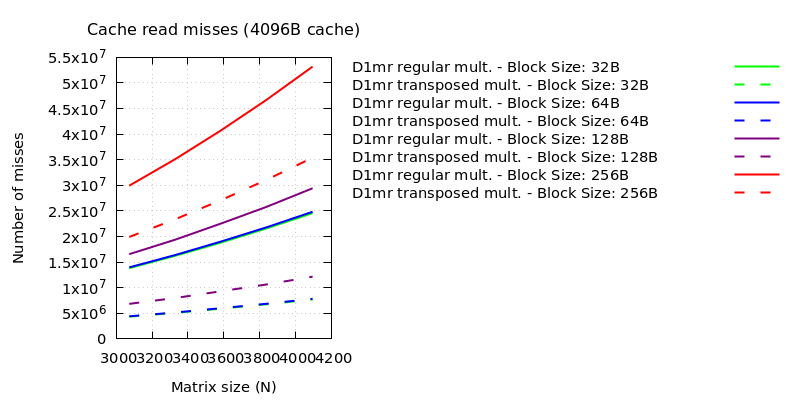 Cache read misses (4096B cache)
5.5x10^7
5x10^7
4.5x10^7
4x10^7
3.5x10^7
3x10^7
2.5x10^7
2x10^7
1.5x10^7
1x10^7
5x10^6
0
3000 3200 3400 3600 3800 4000 4200
Number of misses
Matrix size (N)
D1mr regular mult. - Block Size: 32B
D1mr transposed mult. - Block Size: 32B
D1mr regular mult. - Block Size: 64B
D1mr transposed mult. - Block Size: 64B
D1mr regular mult. - Block Size: 128B
D1mr transposed mult. - Block Size: 128B
D1mr regular mult. - Block Size: 256B
D1mr transposed mult. - Block Size: 256B